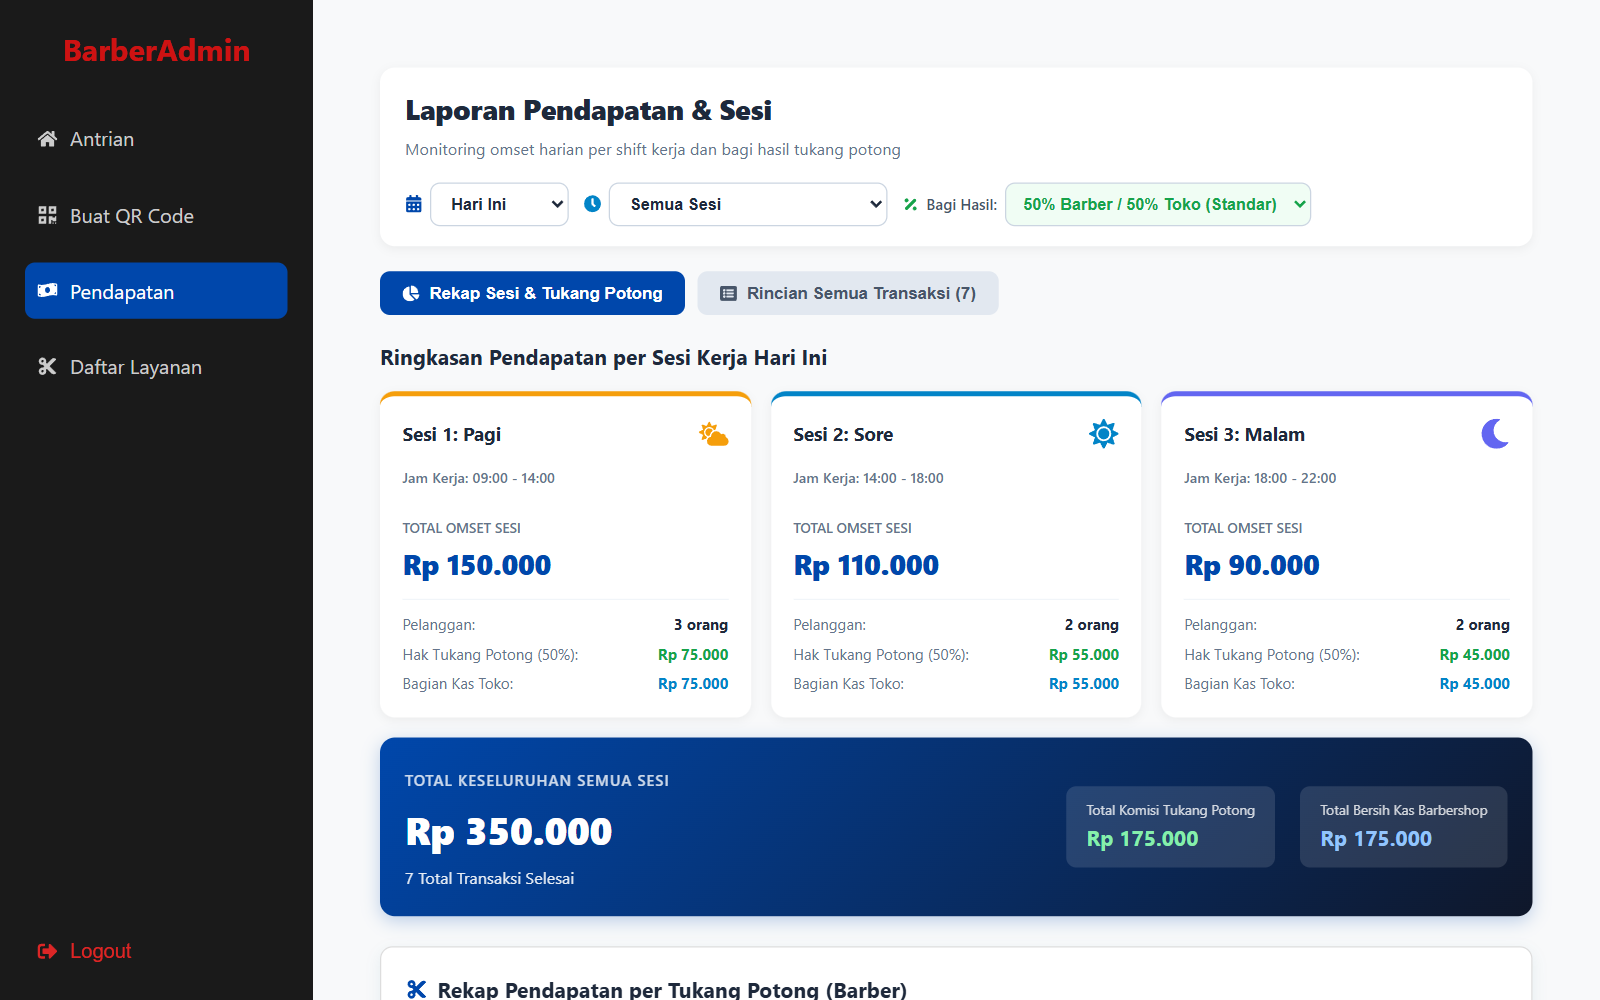 BarberAdmin
Antrian
Buat QR Code
Pendapatan
Daftar Layanan
Logout
Laporan Pendapatan & Sesi
Monitoring omset harian per shift kerja dan bagi hasil tukang potong
Hari Ini
Semua Sesi
Bagi Hasil:
50% Barber / 50% Toko (Standar)
Rekap Sesi & Tukang Potong
Rincian Semua Transaksi (7)
Ringkasan Pendapatan per Sesi Kerja Hari Ini
Sesi 1: Pagi
Jam Kerja: 09:00 - 14:00
TOTAL OMSET SESI
Rp 150.000
Pelanggan: 3 orang
Hak Tukang Potong (50%): Rp 75.000
Bagian Kas Toko: Rp 75.000
Sesi 2: Sore
Jam Kerja: 14:00 - 18:00
TOTAL OMSET SESI
Rp 110.000
Pelanggan: 2 orang
Hak Tukang Potong (50%): Rp 55.000
Bagian Kas Toko: Rp 55.000
Sesi 3: Malam
Jam Kerja: 18:00 - 22:00
TOTAL OMSET SESI
Rp 90.000
Pelanggan: 2 orang
Hak Tukang Potong (50%): Rp 45.000
Bagian Kas Toko: Rp 45.000
TOTAL KESELURUHAN SEMUA SESI
Rp 350.000
7 Total Transaksi Selesai
Total Komisi Tukang Potong
Rp 175.000
Total Bersih Kas Barbershop
Rp 175.000
Rekap Pendapatan per Tukang Potong (Barber)